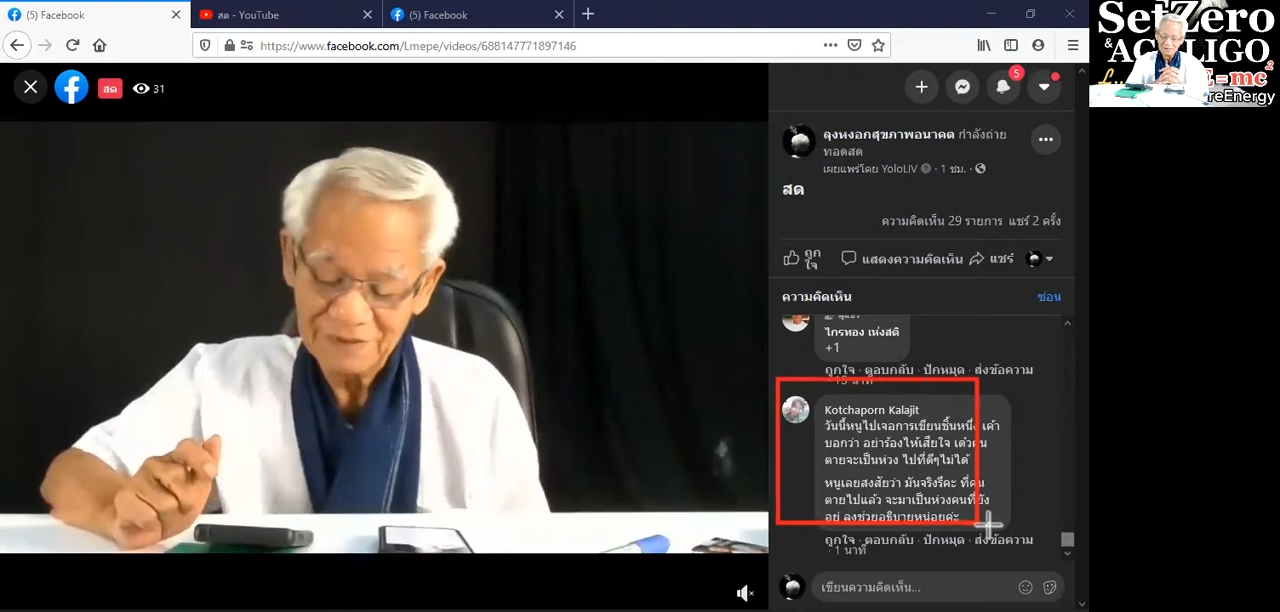 (5) Facebook
สด - YouTube
(5) Facebook
https://www.facebook.com/Lmepe/videos/688147771897146
SetZero
&
E=mc²
reEnergy
สด
31
5
ลุงหงอกสุขภาพอนาคต กำลังถ่าย
ทอดสด
เผยแพร่โดย YoloLIV · 1 ชม. ·
สด
ความคิดเห็น 29 รายการ แชร์ 2 ครั้ง
ถูกใจ
แสดงความคิดเห็น
แชร์
ความคิดเห็น
ซ่อน
ไกรทอง เห่งสดิ
+1
ถูกใจ · ตอบกลับ · ปักหมุด · ส่งข้อความ
· 15 นาที
Kotchaporn Kalajit
วันนี้หนูไปเจอการเขียนชิ้นหนึ่ง เค้า
บอกว่า อย่าร้องไห้เสียใจ เดี๋ยวคน
ตายจะเป็นห่วง ไปที่ดีๆไม่ได้
หนูเลยสงสัยว่า มันจริงรึคะ ที่คน
ตายไปแล้ว จะมาเป็นห่วงคนที่ยัง
อยู่ ลุงช่วยอธิบายหน่อยค่ะ
ถูกใจ · ตอบกลับ · ปักหมุด · ส่งข้อความ
· 1 นาที
เขียนความคิดเห็น...